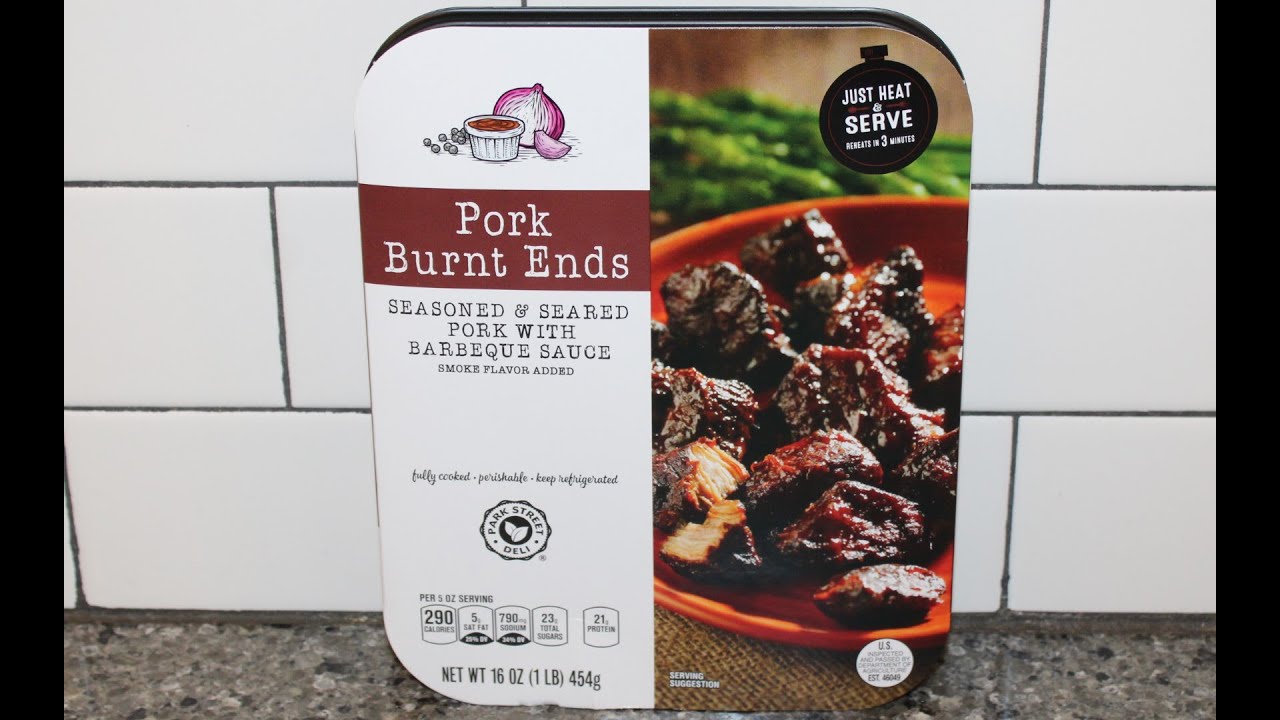 JUST HEAT
&
SERVE
REHEATS IN 3 MINUTES
Pork
Burnt Ends
SEASONED & SEARED
PORK WITH
BARBEQUE SAUCE
SMOKE FLAVOR ADDED
fully cooked • perishable • keep refrigerated
PARK STREET
DELI
®
PER 5 OZ SERVING
290 CALORIES
5g SAT FAT 25% DV
790mg SODIUM 34% DV
23g TOTAL SUGARS
21g PROTEIN
NET WT 16 OZ (1 LB) 454g
SERVING
SUGGESTION
U.S.
INSPECTED
AND PASSED BY
DEPARTMENT OF
AGRICULTURE
EST. 46049